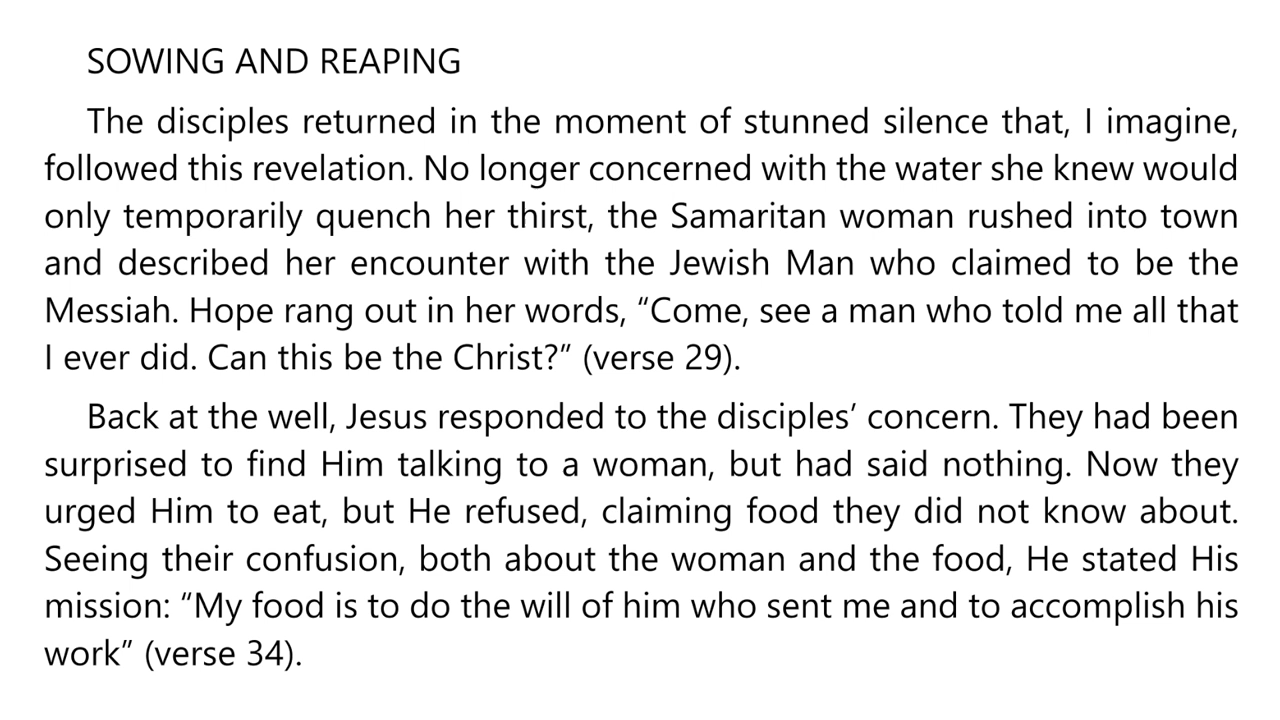 SOWING AND REAPING
The disciples returned in the moment of stunned silence that, I imagine,
followed this revelation. No longer concerned with the water she knew would
only temporarily quench her thirst, the Samaritan woman rushed into town
and described her encounter with the Jewish Man who claimed to be the
Messiah. Hope rang out in her words, “Come, see a man who told me all that
I ever did. Can this be the Christ?” (verse 29).
Back at the well, Jesus responded to the disciples’ concern. They had been
surprised to find Him talking to a woman, but had said nothing. Now they
urged Him to eat, but He refused, claiming food they did not know about.
Seeing their confusion, both about the woman and the food, He stated His
mission: “My food is to do the will of him who sent me and to accomplish his
work” (verse 34).